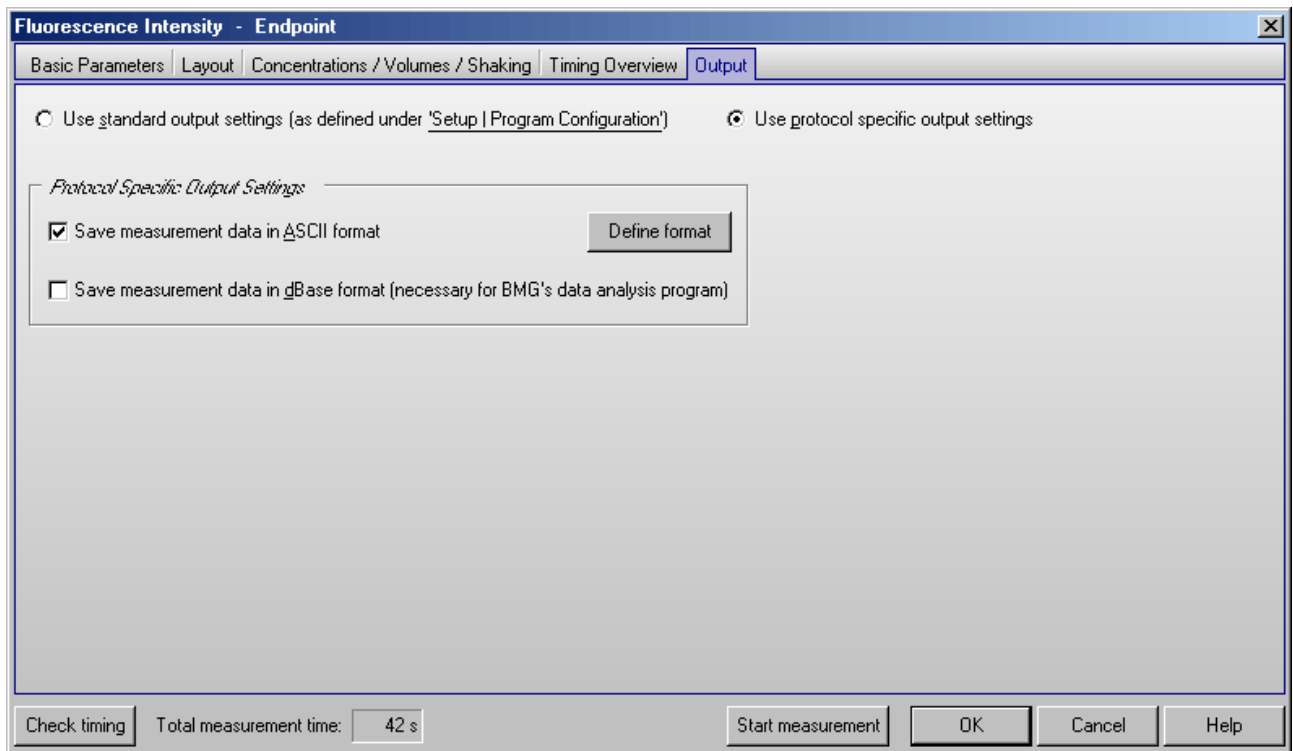 Fluorescence Intensity - Endpoint
Basic Parameters Layout Concentrations / Volumes / Shaking Timing Overview Output
Use standard output settings (as defined under 'Setup | Program Configuration') Use protocol specific output settings
Protocol Specific Output Settings
Save measurement data in ASCII format Define format
Save measurement data in dBase format (necessary for BMG's data analysis program)
Check timing Total measurement time: 42 s Start measurement OK Cancel Help